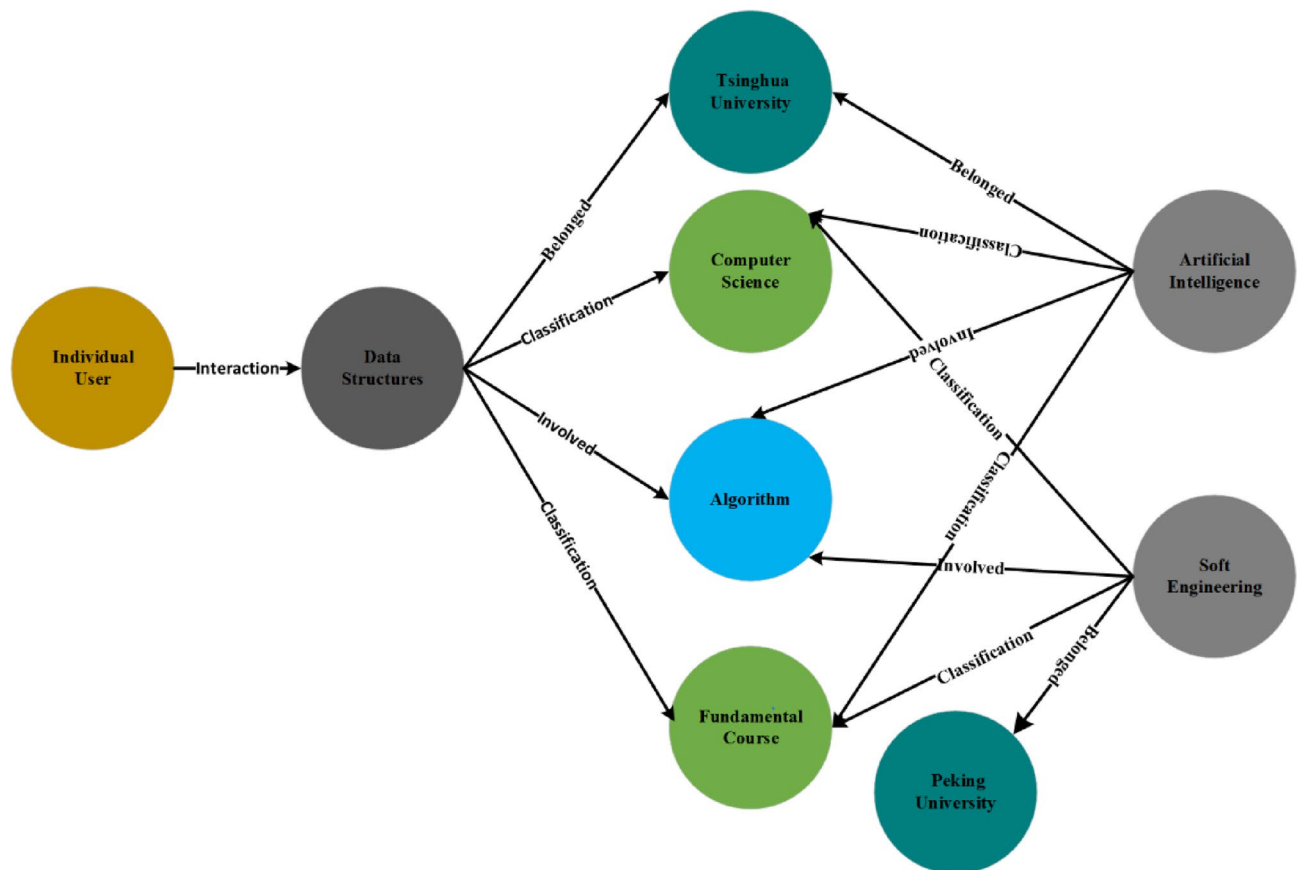 Tsinghua
University
Belonged
Belonged
Computer
Science
Classification
Classification
Artificial
Intelligence
Individual
User
Interaction
Data
Structures
Involved
Classification
Involved
Algorithm
Classification
Classification
Involved
Soft
Engineering
Classification
Belonged
Fundamental
Course
Peking
University